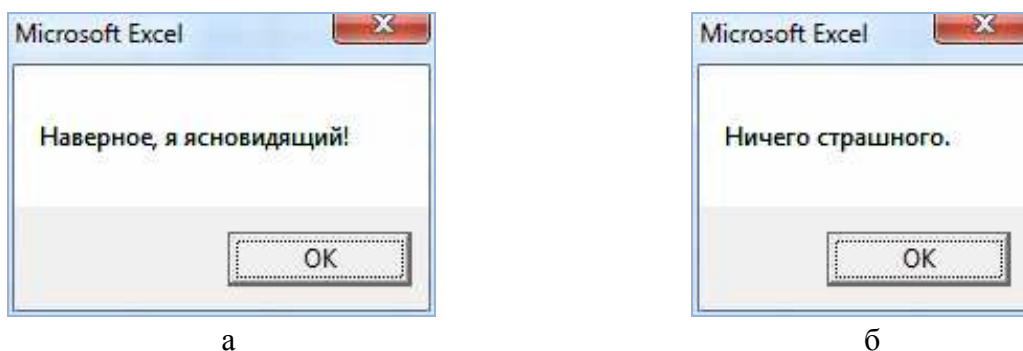 Microsoft Excel
Наверное, я ясновидящий!
OK
а
Microsoft Excel
Ничего страшного.
OK
б